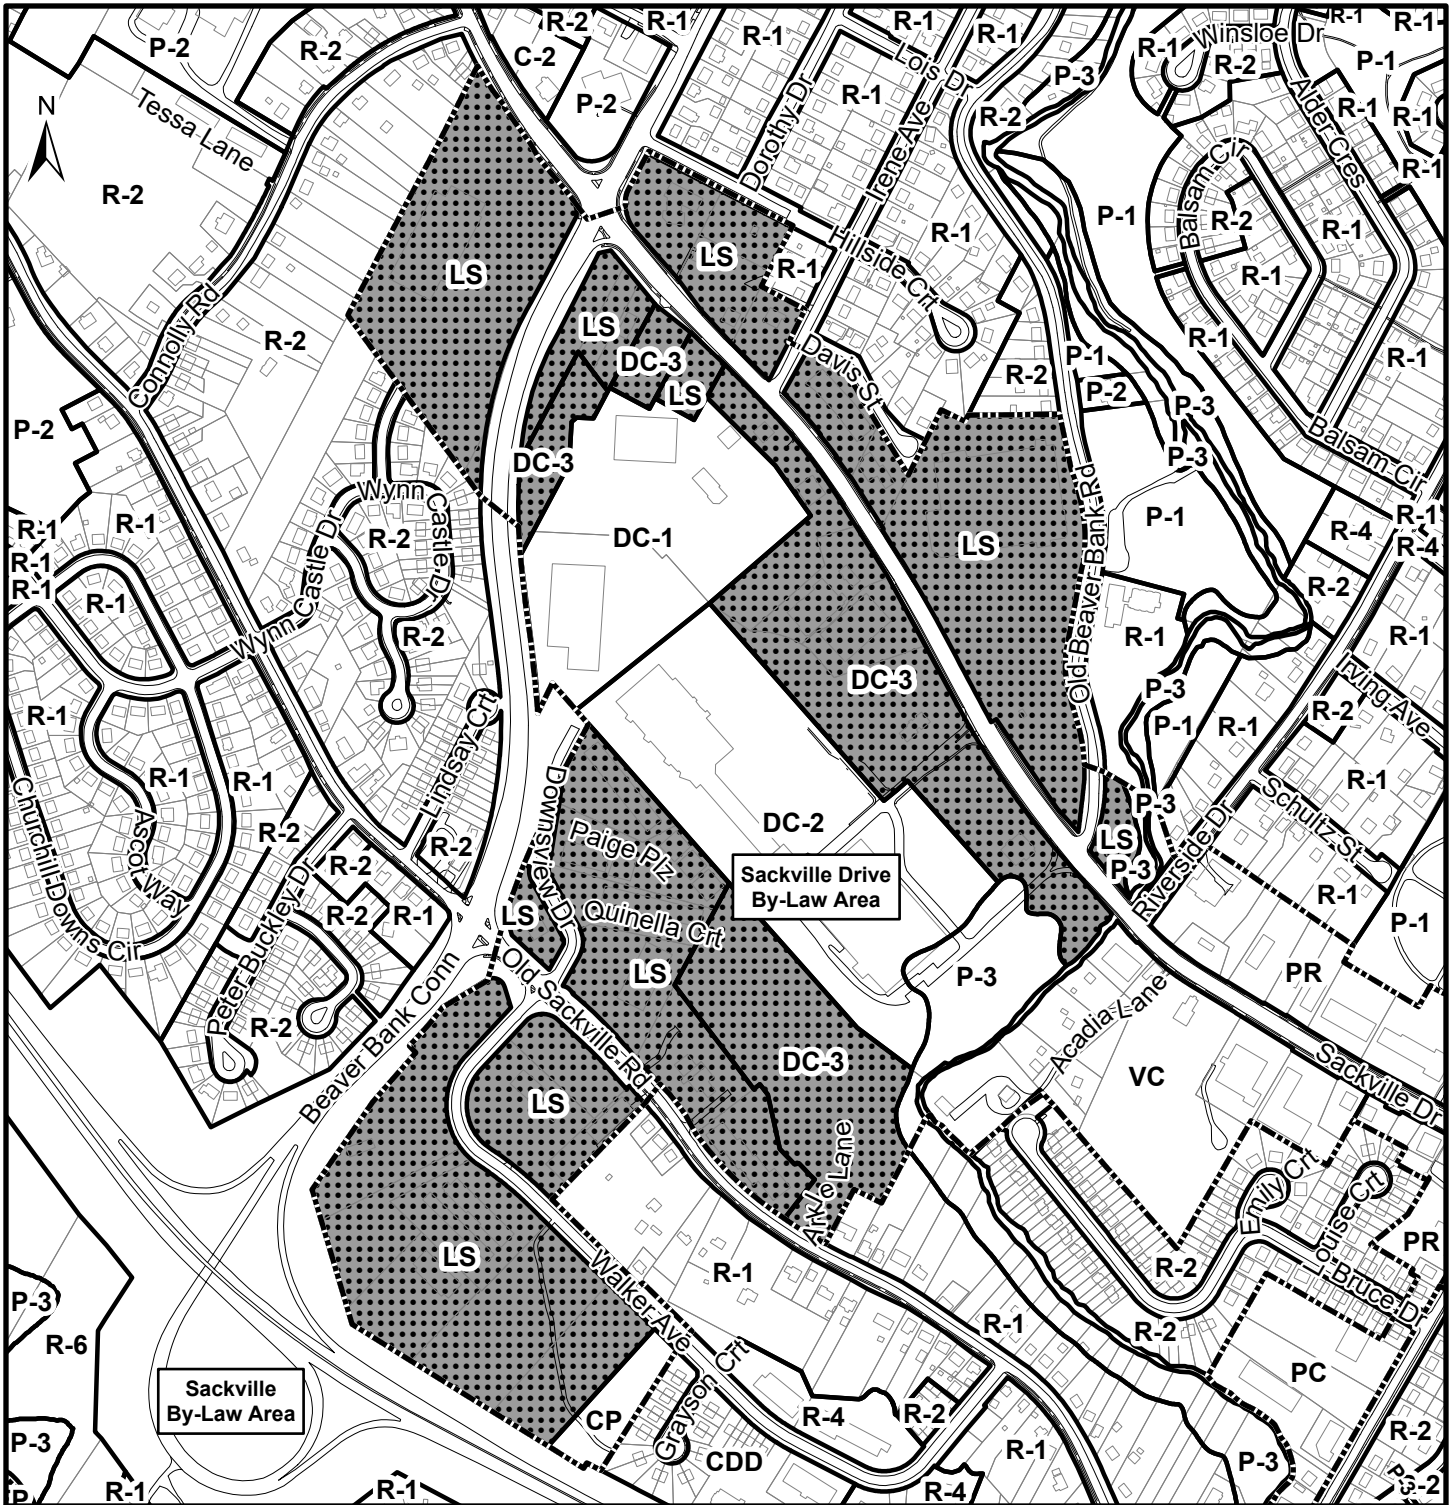 R-2
R-1
R-1
R-1
R-1
R-1
P-2
R-2
C-2
R-1
R-1
Winsloe Dr
Lois Dr
P-1
P-3
R-2
N
Tessa Lane
P-2
Dorothy Dr
R-1
Irene Ave
R-2
Alder Cres
R-1
R-1
R-1
R-2
P-1
Balsam Cir
R-2
R-1
Hillside Crt
R-1
LS
LS
R-1
R-1
Connolly Rd
R-2
LS
DC-3
LS
Davis St
R-2
P-1
P-2
R-1
R-1
P-3
P-2
DC-3
Balsam Cir
P-3
Wynn Castle Dr
Wynn Castle Dr
R-2
R-1
R-1
R-1
R-1
R-1
DC-1
LS
Old Beaver Bank Rd
P-1
R-4
R-1
R-4
R-2
Wynn Castle Dr
R-2
R-1
R-1
Irving Ave
R-1
DC-3
P-3
P-1
R-1
R-2
Lindsay Crt
R-1
R-1
R-1
Churchill Downs Cir
Ascot Way
Downsview Dr
Paige Plz
DC-2
P-3
LS
P-3
Riverside Dr
Schultz St
R-2
R-2
R-2
R-2
R-1
Peter Buckley Dr
R-2
Sackville Drive
By-Law Area
LS
Quinella Crt
LS
Old Sackville Rd
P-3
R-1
P-1
PR
Acadia Lane
VC
Sackville Dr
Beaver Bank Conn
DC-3
LS
Arkle Lane
Emily Crt
Louise Crt
LS
Walker Ave
R-1
R-2
Bruce Dr
PR
P-3
R-6
R-1
R-2
PC
Sackville
By-Law Area
Grayson Crt
CP
R-4
R-2
CDD
R-1
P-3
R-2
P-3
R-1
R-1
R-4